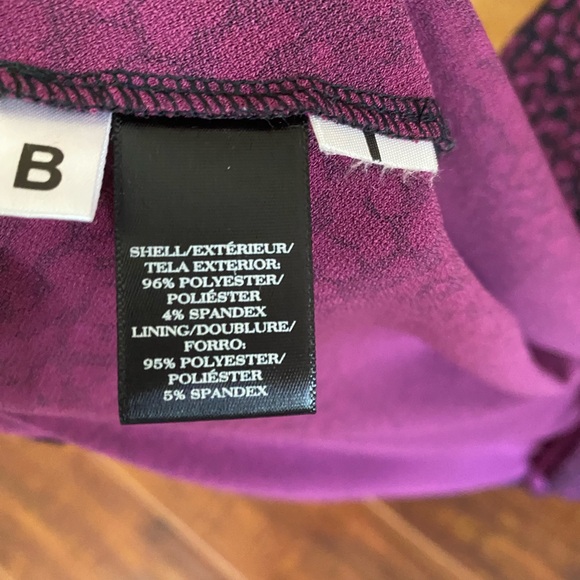 B
SHELL/EXTÉRIEUR/
TELA EXTERIOR:
96% POLYESTER/
POLIÉSTER
4% SPANDEX
LINING/DOUBLURE/
FORRO:
95% POLYESTER/
POLIÉSTER
5% SPANDEX